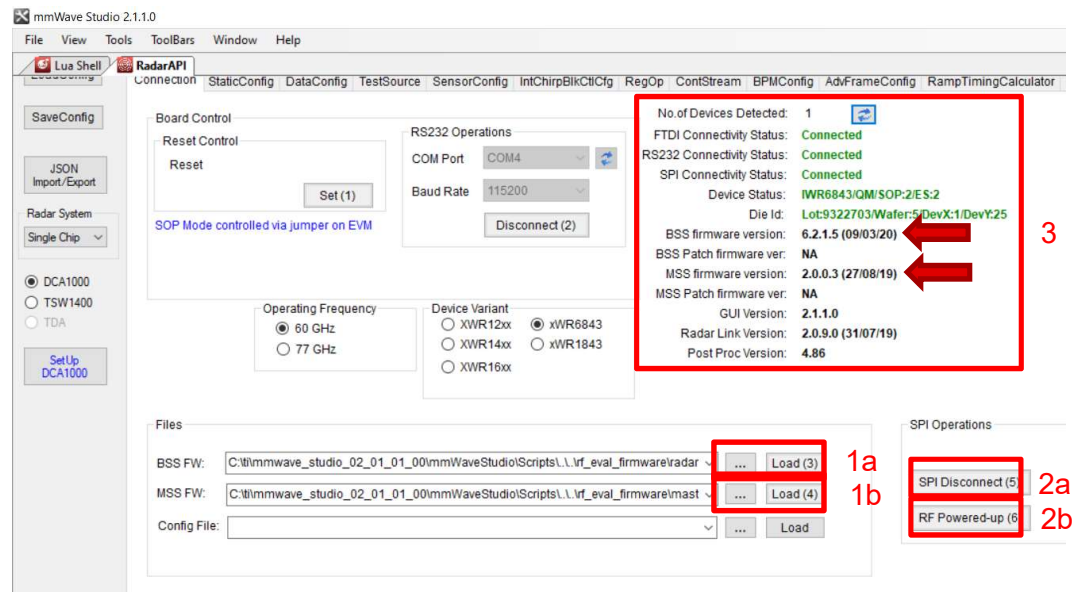 mmWave Studio 2.1.1.0
File View Tools ToolBars Window Help
Lua Shell RadarAPI
LoadConfig Connection StaticConfig DataConfig TestSource SensorConfig IntChirpBlkCtlCfg RegOp ContStream BPMConfig AdvFrameConfig RampTimingCalculator
SaveConfig
JSON
Import/Export
Radar System
Single Chip
DCA1000
TSW1400
TDA
SetUp
DCA1000
Board Control
Reset Control
Reset
Set (1)
SOP Mode controlled via jumper on EVM
RS232 Operations
COM Port COM4
Baud Rate 115200
Disconnect (2)
Operating Frequency
60 GHz
77 GHz
Device Variant
XWR12xx xWR6843
XWR14xx xWR1843
XWR16xx
No.of Devices Detected: 1
FTDI Connectivity Status: Connected
RS232 Connectivity Status: Connected
SPI Connectivity Status: Connected
Device Status: IWR6843/QM/SOP:2/ES:2
Die Id: Lot:9322703/Wafer:5/DevX:1/DevY:25
BSS firmware version: 6.2.1.5 (09/03/20)
BSS Patch firmware ver: NA
MSS firmware version: 2.0.0.3 (27/08/19)
MSS Patch firmware ver: NA
GUI Version: 2.1.1.0
Radar Link Version: 2.0.9.0 (31/07/19)
Post Proc Version: 4.86
3
Files
BSS FW: C:\ti\mmwave_studio_02_01_01_00\mmWaveStudio\Scripts\..\..\rf_eval_firmware\radar ... Load (3) 1a
MSS FW: C:\ti\mmwave_studio_02_01_01_00\mmWaveStudio\Scripts\..\..\rf_eval_firmware\mast ... Load (4) 1b
Config File: ... Load
SPI Operations
SPI Disconnect (5) 2a
RF Powered-up (6 2b